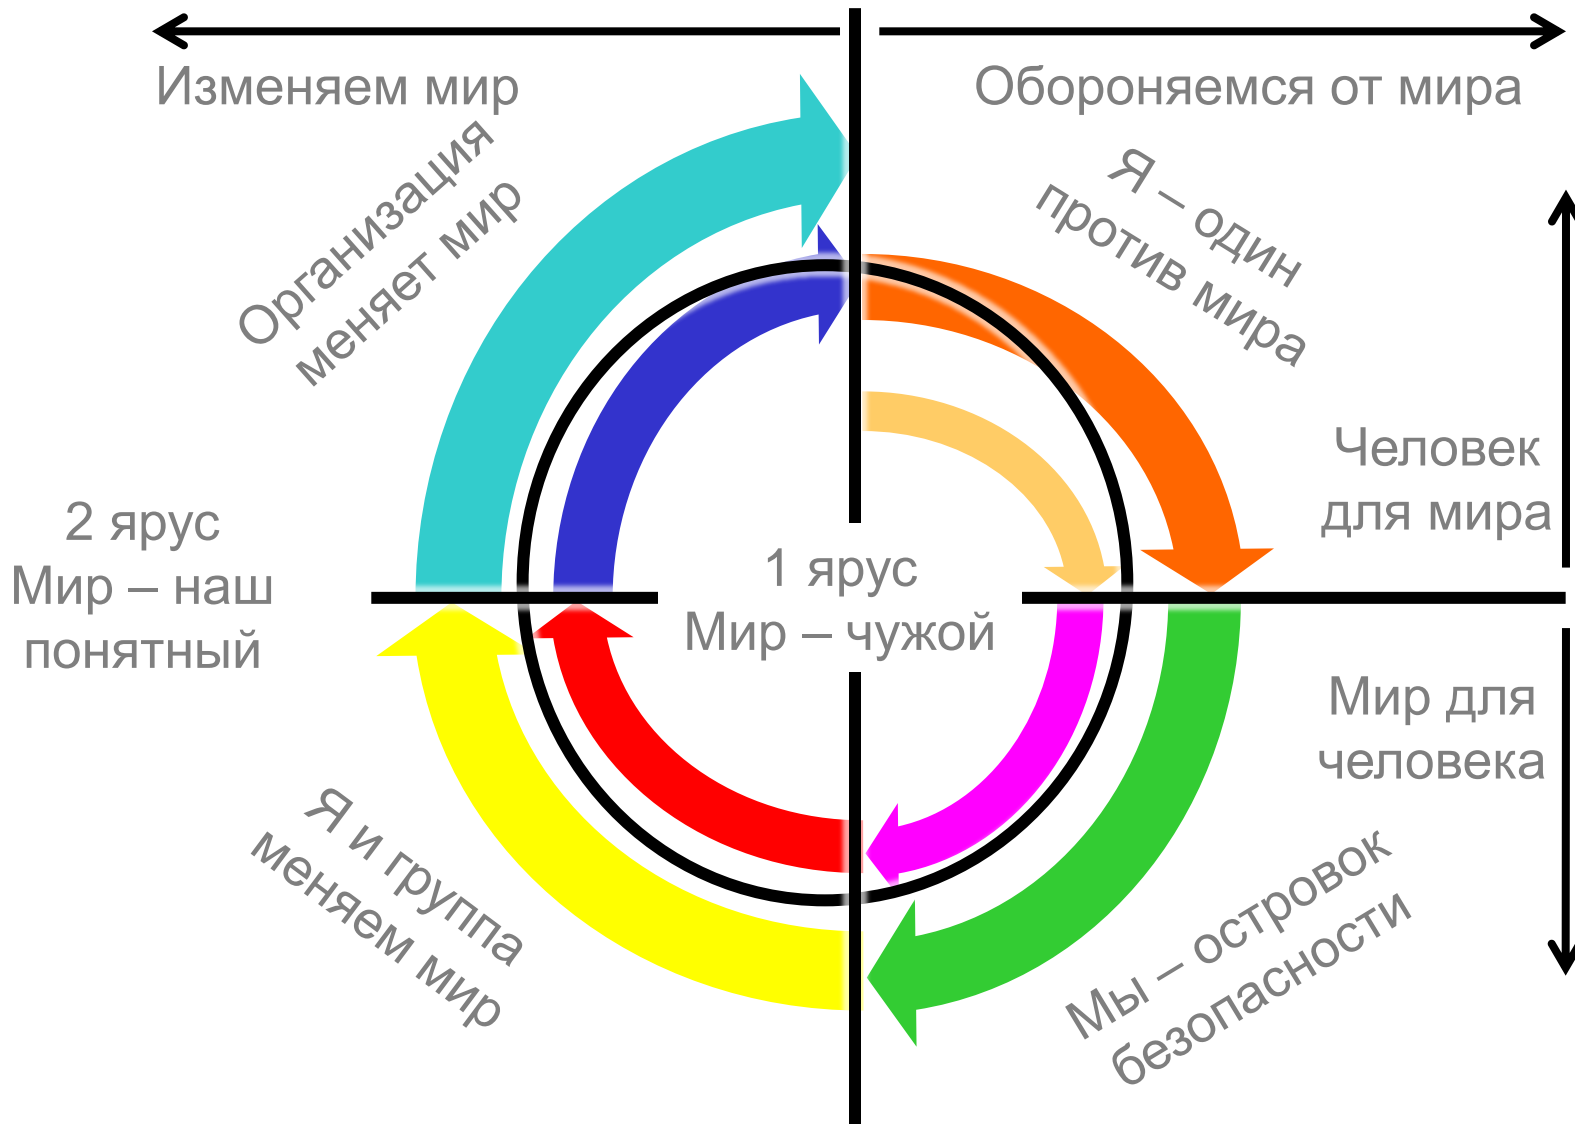 Изменяем мир
Обороняемся от мира
Организация
меняет мир
Я – один
против мира
Человек
для мира
2 ярус
Мир – наш
понятный
1 ярус
Мир – чужой
Мир для
человека
Я и группа
меняем мир
Мы – островок
безопасности